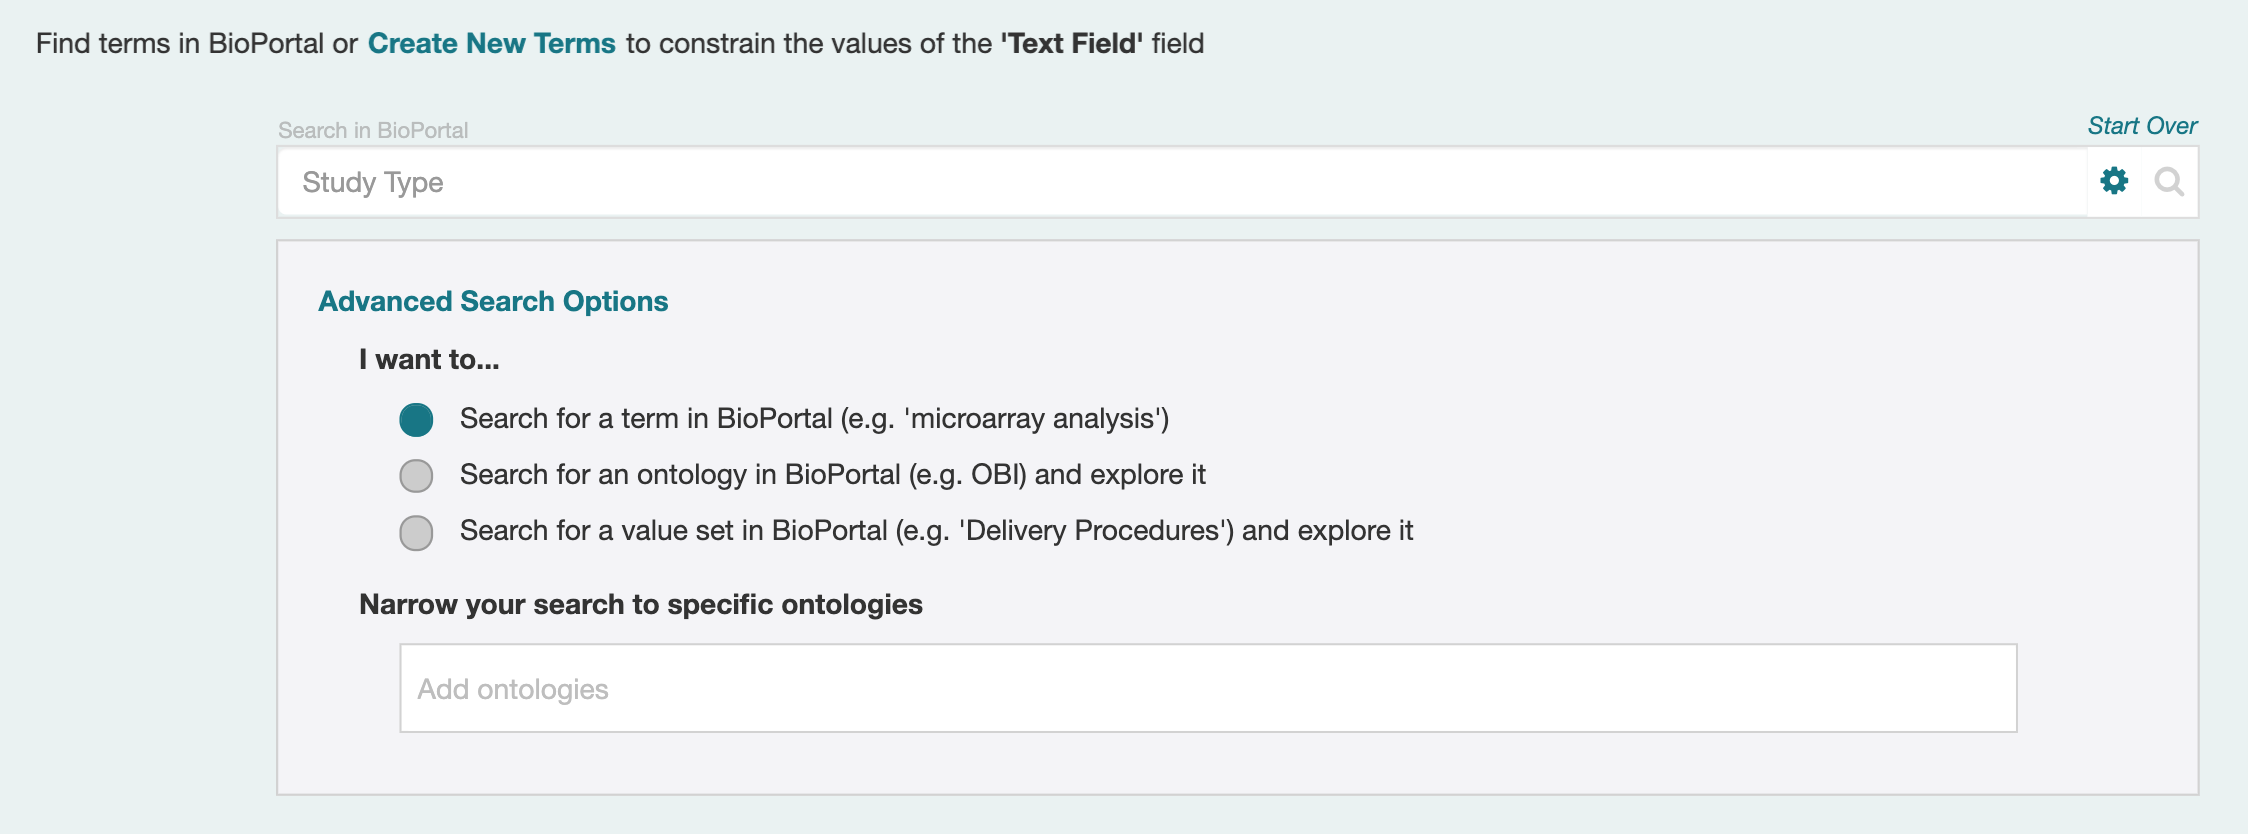 Find terms in BioPortal or Create New Terms to constrain the values of the 'Text Field' field
Search in BioPortal
Start Over
Study Type
Advanced Search Options
I want to...
Search for a term in BioPortal (e.g. 'microarray analysis')
Search for an ontology in BioPortal (e.g. OBI) and explore it
Search for a value set in BioPortal (e.g. 'Delivery Procedures') and explore it
Narrow your search to specific ontologies
Add ontologies